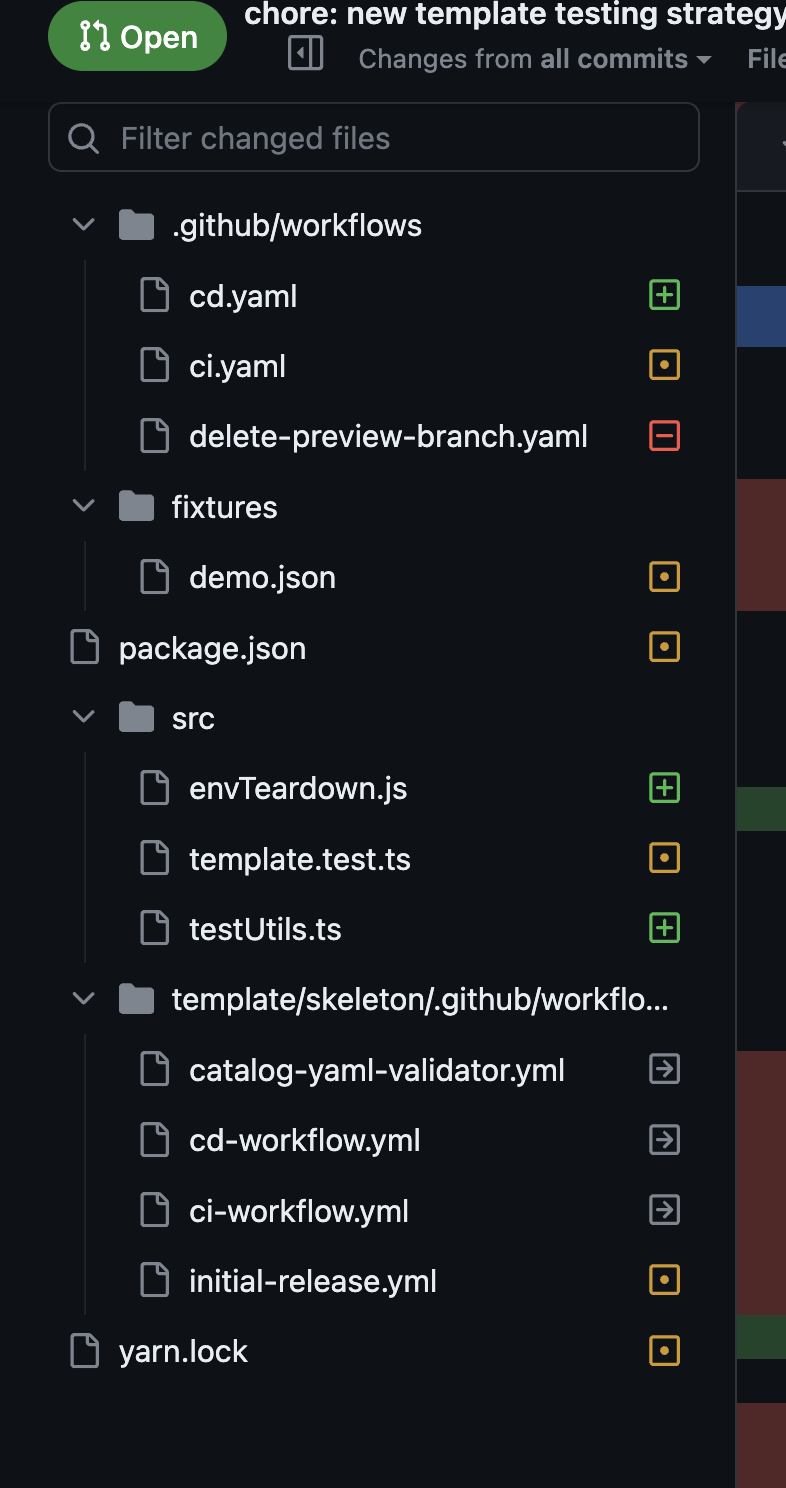 Open
chore: new template testing strategy
Changes from all commits
File
Filter changed files
.github/workflows
cd.yaml
ci.yaml
delete-preview-branch.yaml
fixtures
demo.json
package.json
src
envTeardown.js
template.test.ts
testUtils.ts
template/skeleton/.github/workflo...
catalog-yaml-validator.yml
cd-workflow.yml
ci-workflow.yml
initial-release.yml
yarn.lock